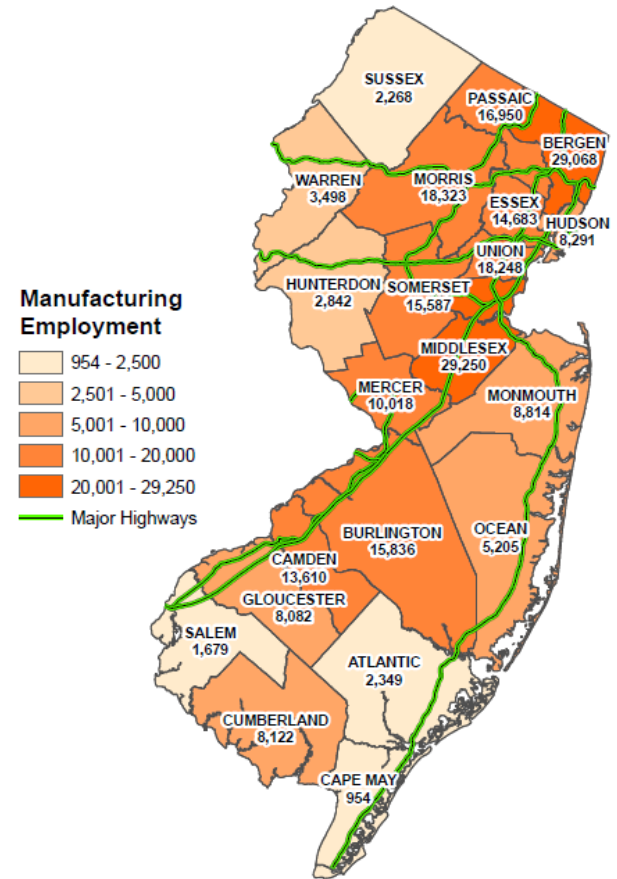 SUSSEX
2,268
PASSAIC
16,950
BERGEN
29,068
WARREN
3,498
MORRIS
18,323
ESSEX
14,683
HUDSON
8,291
UNION
18,248
HUNTERDON
2,842
SOMERSET
15,587
Manufacturing
Employment
954 - 2,500
2,501 - 5,000
5,001 - 10,000
10,001 - 20,000
20,001 - 29,250
Major Highways
MIDDLESEX
29,250
MERCER
10,018
MONMOUTH
8,814
BURLINGTON
15,836
OCEAN
5,205
CAMDEN
13,610
GLOUCESTER
8,082
SALEM
1,679
ATLANTIC
2,349
CUMBERLAND
8,122
CAPE MAY
954